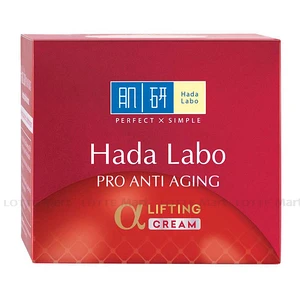 肌研
Hada
Labo
PERFECT X SIMPLE
Hada Labo
PRO ANTI AGING
α LIFTING
CREAM